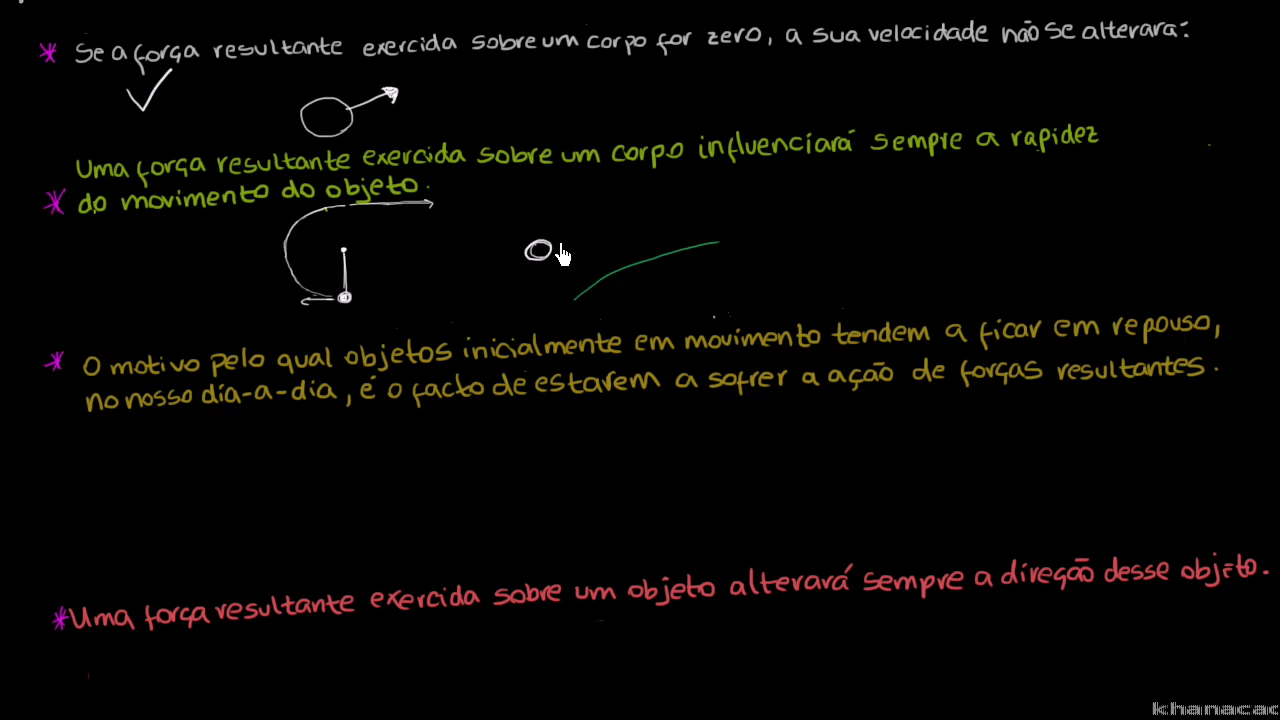 * Se a força resultante exercida sobre um corpo for zero, a sua velocidade não se alterará:
Uma força resultante exercida sobre um corpo influenciará sempre a rapidez
* do movimento do objeto.
* O motivo pelo qual objetos inicialmente em movimento tendem a ficar em repouso,
no nosso dia-a-dia, é o facto de estarem a sofrer a ação de forças resultantes.
* Uma força resultante exercida sobre um objeto alterará sempre a direção desse objeto.
khanacac